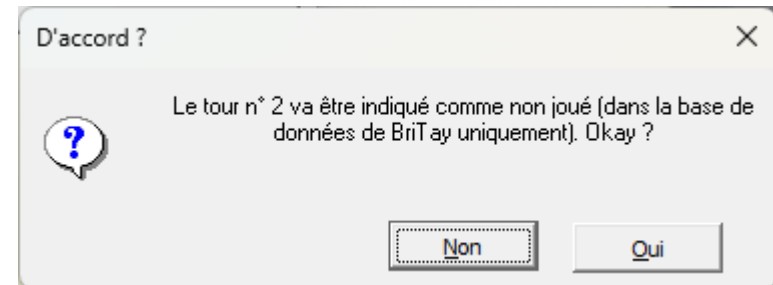 D'accord ?
Le tour n° 2 va être indiqué comme non joué (dans la base de
données de BriTay uniquement). Okay ?
Non
Oui